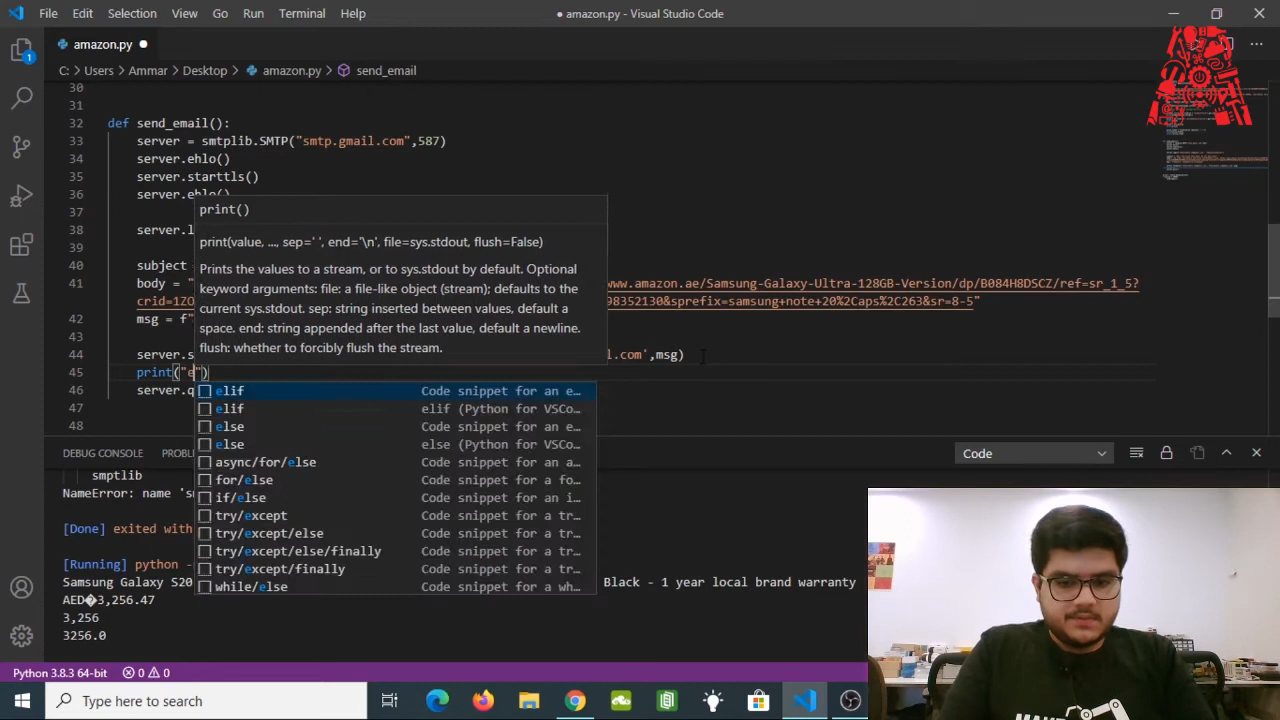 File Edit Selection View Go Run Terminal Help
● amazon.py - Visual Studio Code
amazon.py
C: > Users > Ammar > Desktop > amazon.py > send_email
30
31
32 def send_email():
33 server = smtplib.SMTP("smtp.gmail.com",587)
34 server.ehlo()
35 server.starttls()
36 server.ehlo()
37
38 server.l
39
40 subject =
41 body = " ww.amazon.ae/Samsung-Galaxy-Ultra-128GB-Version/dp/B084H8DSCZ/ref=sr_1_5?
crid=1ZO 98352130&sprefix=samsung+note+20%2Caps%2C263&sr=8-5"
42 msg = f"
43
44 server.s l.com',msg)
45 print("e")
46 server.q
48
print()
print(value, ..., sep=' ', end='\n', file=sys.stdout, flush=False)
Prints the values to a stream, or to sys.stdout by default. Optional
keyword arguments: file: a file-like object (stream); defaults to the
current sys.stdout. sep: string inserted between values, default a
space. end: string appended after the last value, default a newline.
flush: whether to forcibly flush the stream.
elif Code snippet for an e…
elif elif (Python for VSCo…
else Code snippet for an e…
else else (Python for VSCo…
async/for/else Code snippet for an a…
for/else Code snippet for a fo…
if/else Code snippet for an i…
try/except Code snippet for a tr…
try/except/else Code snippet for a tr…
try/except/else/finally Code snippet for a tr…
try/except/finally Code snippet for a tr…
while/else Code snippet for a wh…
DEBUG CONSOLE PROBL
Code
smptlib
NameError: name 'sm
[Done] exited with
[Running] python -
Samsung Galaxy S20 Black - 1 year local brand warranty
AED�3,256.47
3,256
3256.0
1
Python 3.8.3 64-bit 0 0
Type here to search
MAKE